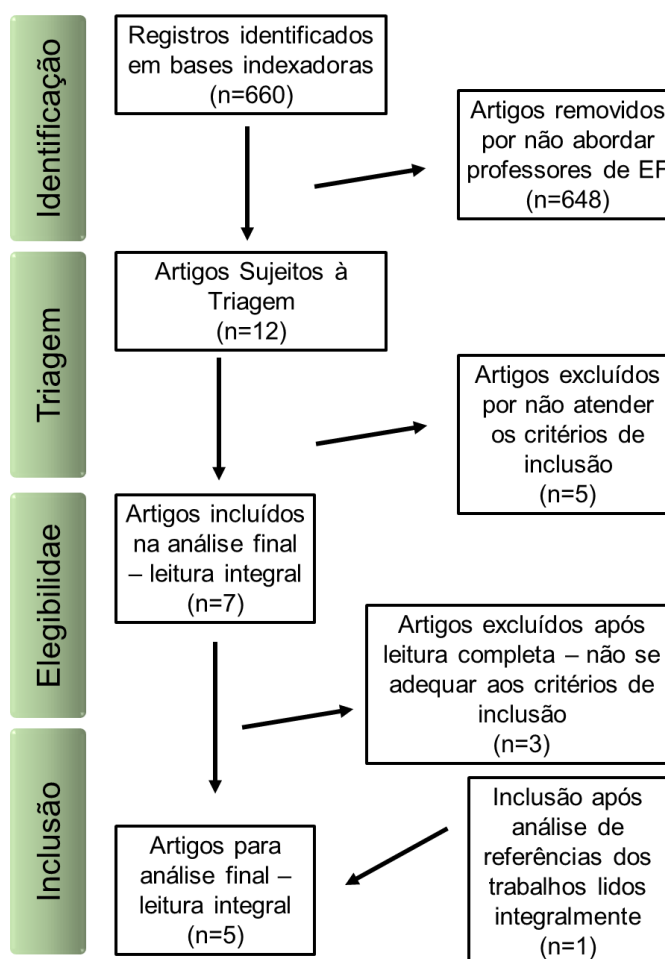 Identificação
Registros identificados
em bases indexadoras
(n=660)
Artigos removidos
por não abordar
professores de EF
(n=648)
Triagem
Artigos Sujeitos à
Triagem
(n=12)
Artigos excluídos
por não atender
os critérios de
inclusão
(n=5)
Elegibilidae
Artigos incluídos
na análise final
– leitura integral
(n=7)
Artigos excluídos após
leitura completa – não se
adequar aos critérios de
inclusão
(n=3)
Inclusão
Artigos para
análise final –
leitura integral
(n=5)
Inclusão após
análise de
referências dos
trabalhos lidos
integralmente
(n=1)